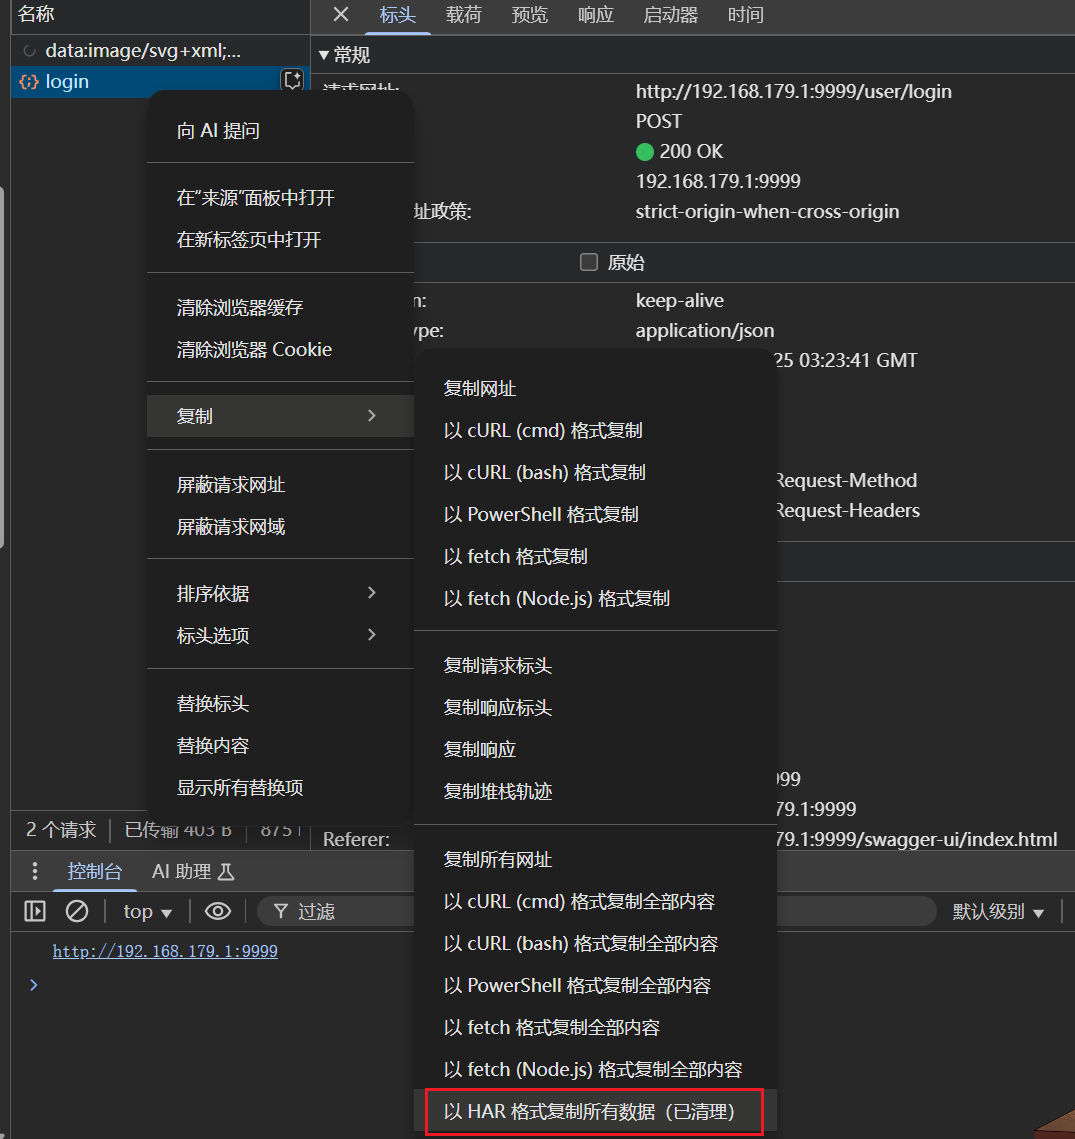 名称
标头 载荷 预览 响应 启动器 时间
data:image/svg+xml;...
login
常规
http://192.168.179.1:9999/user/login
POST
200 OK
192.168.179.1:9999
址政策:
strict-origin-when-cross-origin
原始
n:
keep-alive
ype:
application/json
25 03:23:41 GMT
Request-Method
Request-Headers
999
79.1:9999
Referer:
79.1:9999/swagger-ui/index.html
向 AI 提问
在“来源”面板中打开
在新标签页中打开
清除浏览器缓存
清除浏览器 Cookie
复制
屏蔽请求网址
屏蔽请求网域
排序依据
标头选项
替换标头
替换内容
显示所有替换项
复制网址
以 cURL (cmd) 格式复制
以 cURL (bash) 格式复制
以 PowerShell 格式复制
以 fetch 格式复制
以 fetch (Node.js) 格式复制
复制请求标头
复制响应标头
复制响应
复制堆栈轨迹
复制所有网址
以 cURL (cmd) 格式复制全部内容
以 cURL (bash) 格式复制全部内容
以 PowerShell 格式复制全部内容
以 fetch 格式复制全部内容
以 fetch (Node.js) 格式复制全部内容
以 HAR 格式复制所有数据（已清理）
2 个请求 已传输 403 B 875
控制台 AI 助理
top 过滤 默认级别
http://192.168.179.1:9999